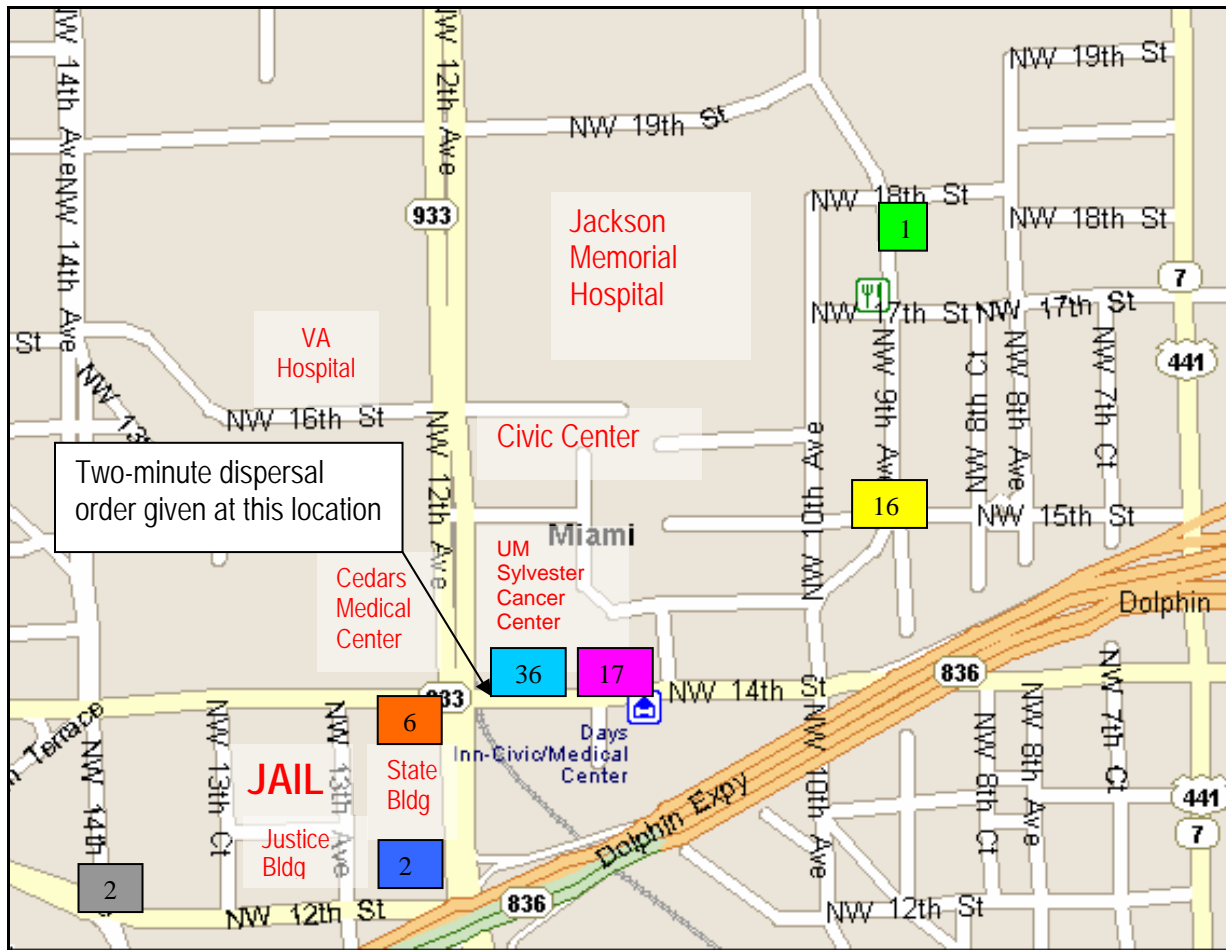 NW 14th Ave
NW 14th Ave
NW 12th Ave
NW 19th St
NW 19th St
933
NW 18th St
NW 18th St
1
Jackson
Memorial
Hospital
7
NW 17th St
NW 17th St
VA
Hospital
St
441
NW 13
NW 9th Ave
NW 8th Ct
NW 8th Ave
NW 7th Ct
NW 16th St
NW 12th Ave
Civic Center
NW 10th Ave
Two-minute dispersal
order given at this location
16
NW 15th St
Miami
UM
Sylvester
Cancer
Center
Cedars
Medical
Center
Dolphin
36
17
NW 14th St
836
933
6
Days
Inn-Civic/Medical
Center
Terrace
NW 14th
NW 13th Ct
NW 13th Ave
JAIL
State
Bldg
NW 10th Ave
NW 8th Ct
NW 8th Ave
NW 7th Ct
441
7
Dolphin Expy
Justice
Bldg
2
2
NW 12th St
836
NW 12th St